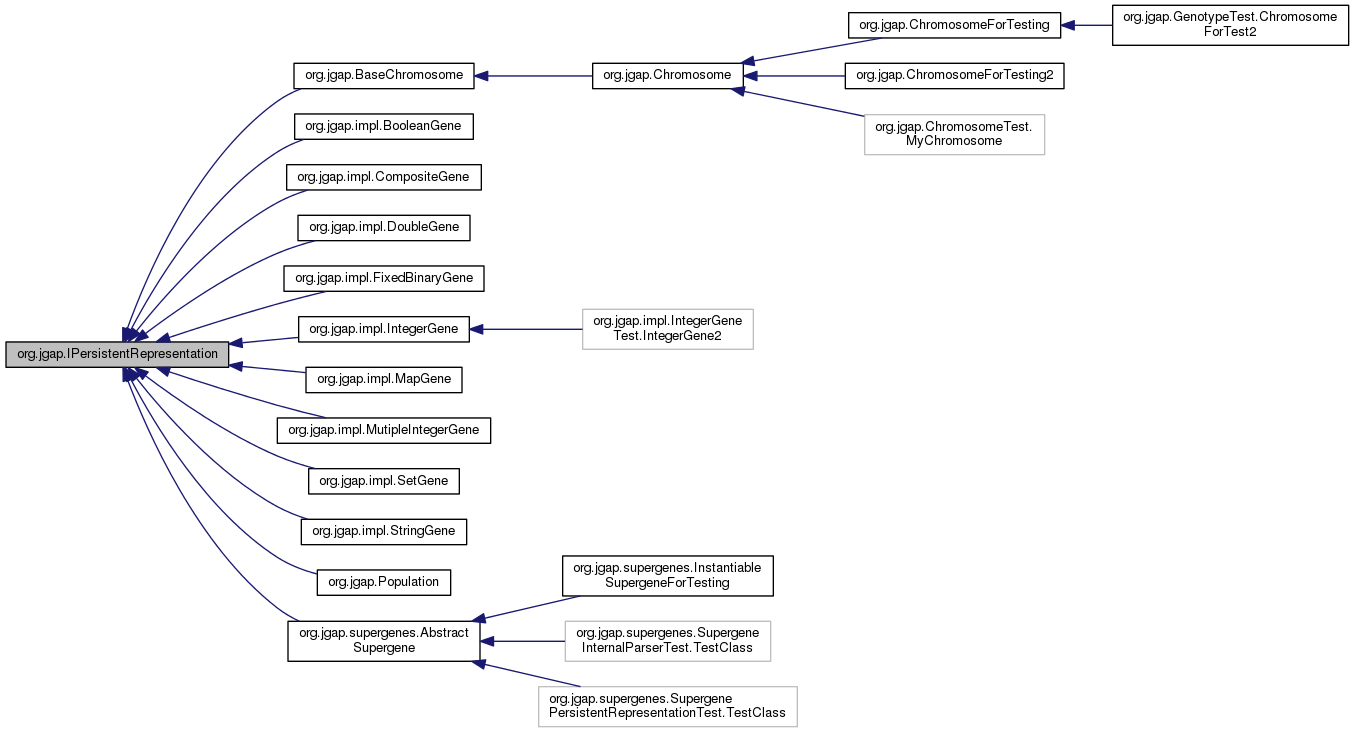 org.jgap.ChromosomeForTesting
org.jgap.GenotypeTest.Chromosome
ForTest2
org.jgap.BaseChromosome
org.jgap.Chromosome
org.jgap.ChromosomeForTesting2
org.jgap.impl.BooleanGene
org.jgap.ChromosomeTest.
MyChromosome
org.jgap.impl.CompositeGene
org.jgap.impl.DoubleGene
org.jgap.impl.FixedBinaryGene
org.jgap.impl.IntegerGene
org.jgap.impl.IntegerGene
Test.IntegerGene2
org.jgap.IPersistentRepresentation
org.jgap.impl.MapGene
org.jgap.impl.MutipleIntegerGene
org.jgap.impl.SetGene
org.jgap.impl.StringGene
org.jgap.Population
org.jgap.supergenes.Instantiable
SupergeneForTesting
org.jgap.supergenes.Abstract
Supergene
org.jgap.supergenes.Supergene
InternalParserTest.TestClass
org.jgap.supergenes.Supergene
PersistentRepresentationTest.TestClass